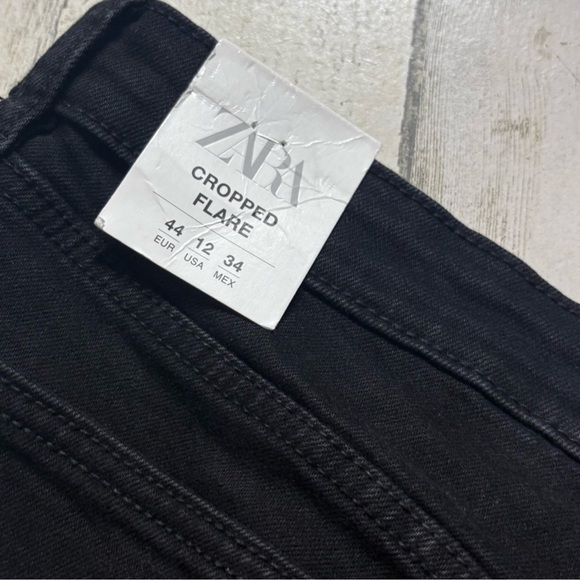 ZARA
CROPPED
FLARE
44 12 34
EUR USA MEX